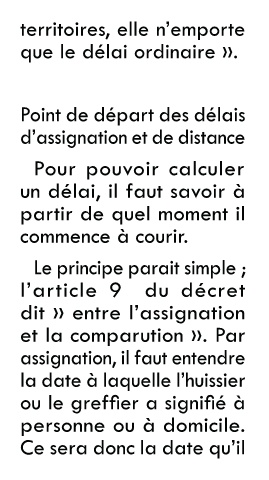 territoires, elle n’emporte
que le délai ordinaire ».
Point de départ des délais
d’assignation et de distance
Pour pouvoir calculer
un délai, il faut savoir à
partir de quel moment il
commence à courir.
Le principe parait simple ;
l’article 9 du décret
dit » entre l’assignation
et la comparution ». Par
assignation, il faut entendre
la date à laquelle l’huissier
ou le greffier a signifié à
personne ou à domicile.
Ce sera donc la date qu’il